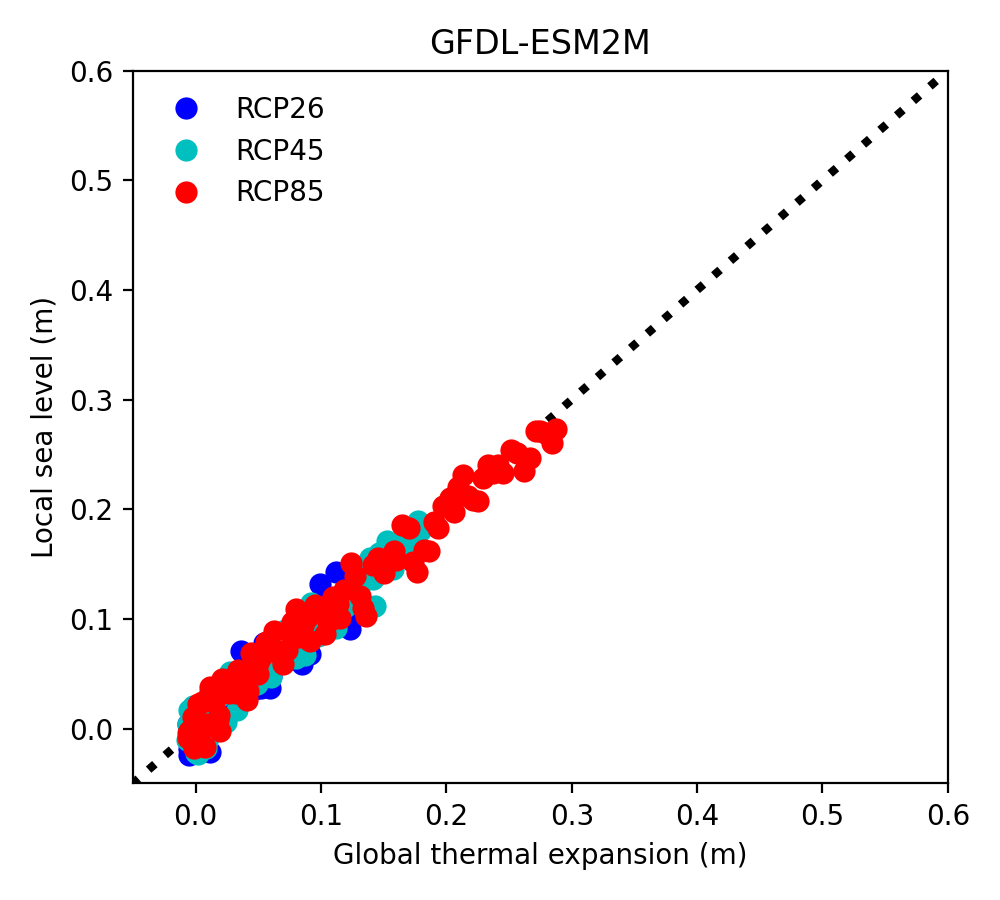 GFDL-ESM2M
RCP26
RCP45
RCP85
Local sea level (m)
0.6
0.5
0.4
0.3
0.2
0.1
0.0
0.0 0.1 0.2 0.3 0.4 0.5 0.6
Global thermal expansion (m)